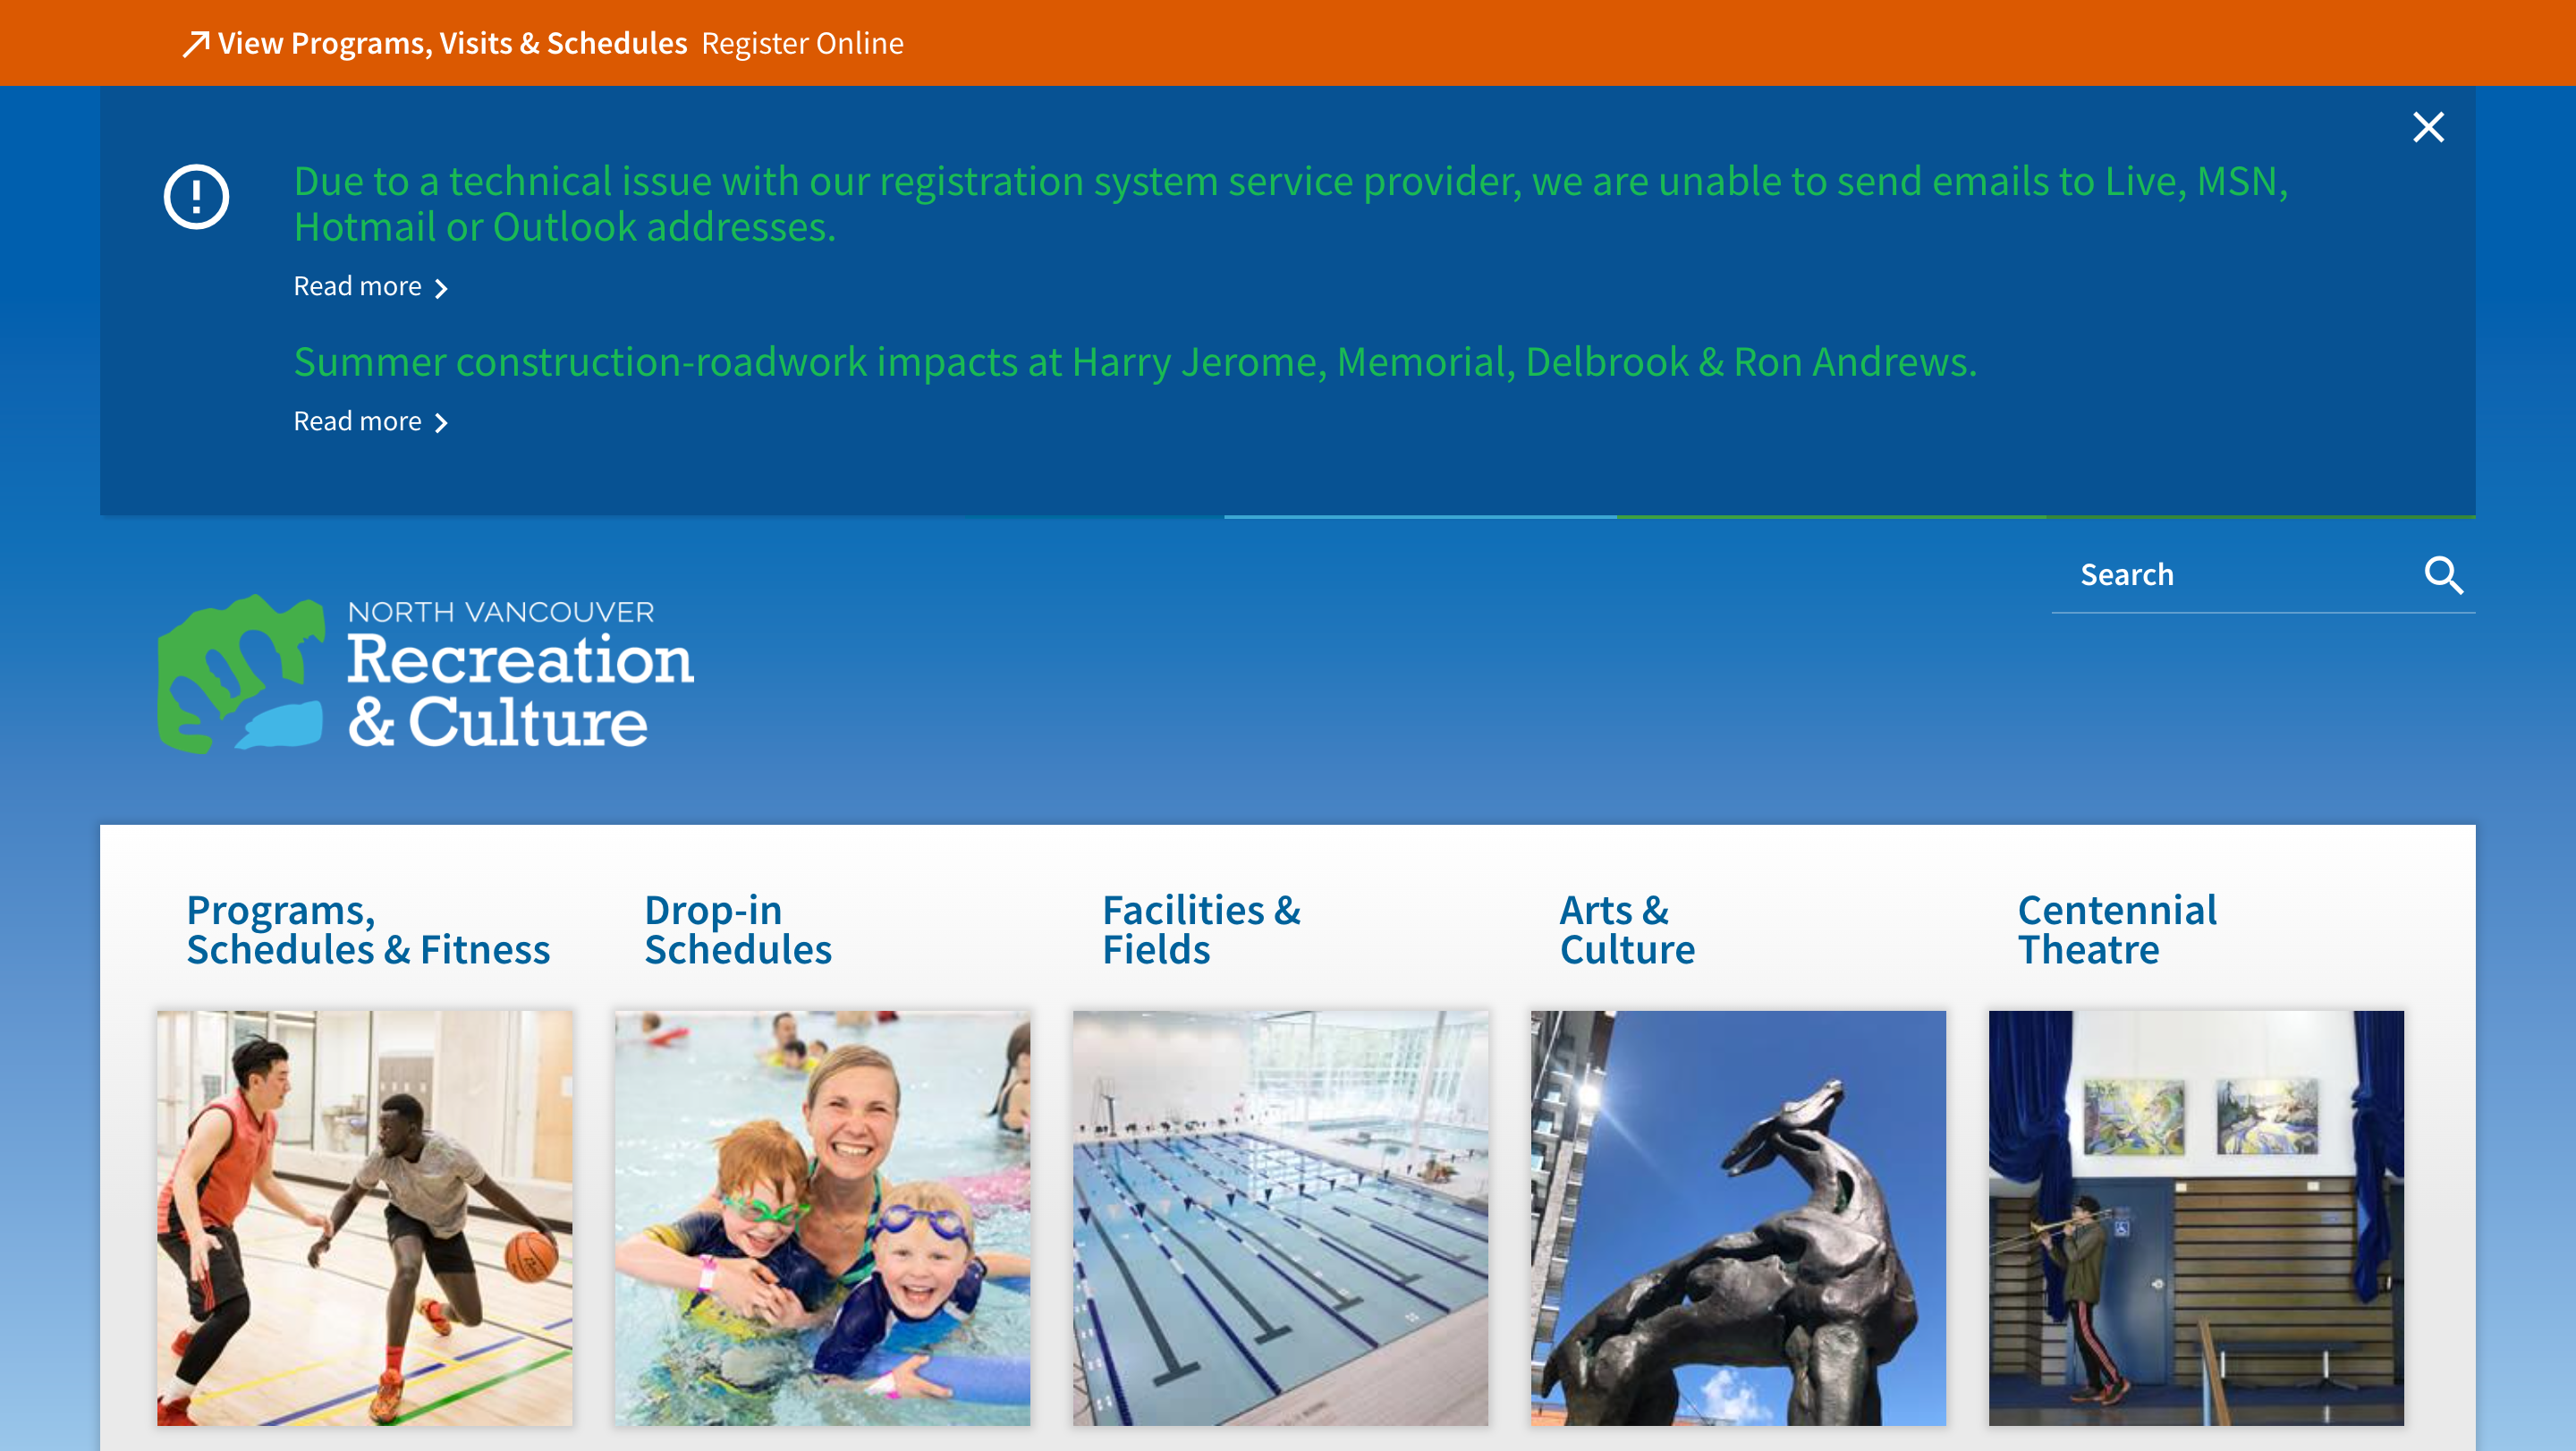 View Programs, Visits & Schedules Register Online
Due to a technical issue with our registration system service provider, we are unable to send emails to Live, MSN,
Hotmail or Outlook addresses.
Read more
Summer construction-roadwork impacts at Harry Jerome, Memorial, Delbrook & Ron Andrews.
Read more
Search
NORTH VANCOUVER
Recreation
& Culture
Programs,
Schedules & Fitness
Drop-in
Schedules
Facilities &
Fields
Arts &
Culture
Centennial
Theatre